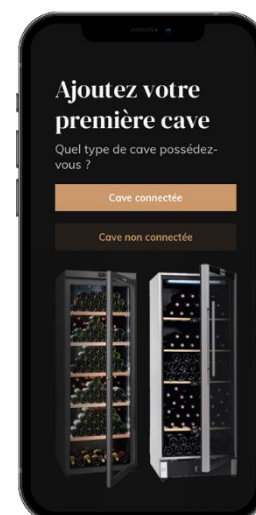 Ajoutez votre
première cave
Quel type de cave possédez-
vous ?
Cave connectée
Cave non connectée